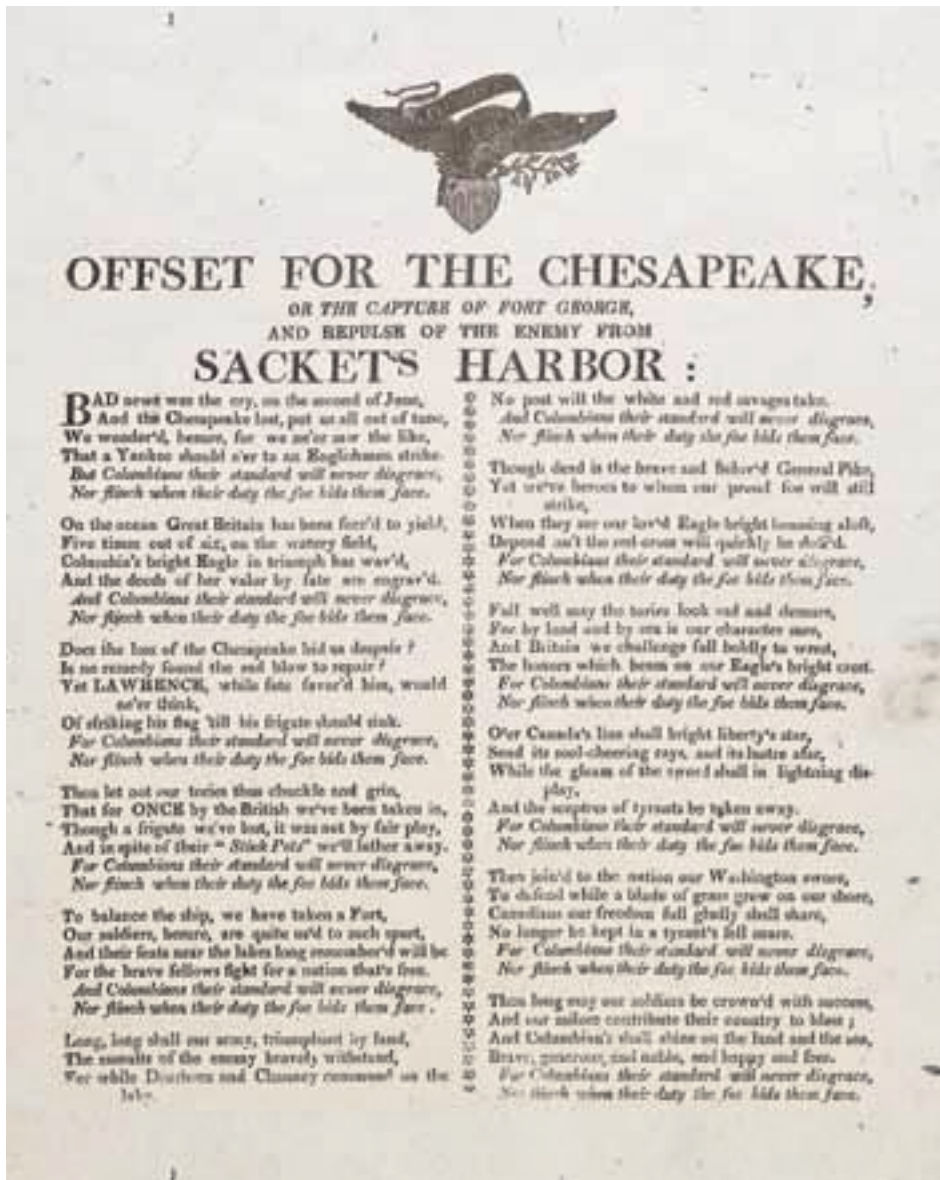 OFFSET FOR THE CHESAPEAKE,
OR THE CAPTURE OF FORT GEORGE,
AND REPULSE OF THE ENEMY FROM
SACKET'S HARBOR :
BAD news was the cry, on the second of June,
And the Chesapeake lost, put us all out of tune,
We wonder'd, besure, for we ne'er saw the like,
That a Yankee should e'er to an Englishman strike.
But Columbians their standard will never disgrace,
Nor flinch when their duty the foe bids them face.
On the ocean Great Britain has been forc'd to yield,
Five times out of six, on the watery field,
Columbia's bright Eagle in triumph has wav'd,
And the deeds of her valor by fate are engrav'd.
And Columbians their standard will never disgrace,
Nor flinch when their duty the foe bids them face.
Does the loss of the Chesapeake bid us despair ?
Is no remedy found the sad blow to repair ?
Yet LAWRENCE, while fate favor'd him, would
ne'er think,
Of striking his flag 'till his frigate should sink.
For Columbians their standard will never disgrace,
Nor flinch when their duty the foe bids them face.
Then let not our tories thus chuckle and grin,
That for ONCE by the British we've been taken in,
Though a frigate we've lost, it was not by fair play,
And in spite of their "Stink Pots" we'll lather away.
For Columbians their standard will never disgrace,
Nor flinch when their duty the foe bids them face.
To balance the ship, we have taken a Fort,
Our soldiers, besure, are quite us'd to such sport,
And their feats near the lakes long remember'd will be
For the brave fellows fight for a nation that's free.
And Columbians their standard will never disgrace,
Nor flinch when their duty the foe bids them face.
Long, long shall our army, triumphant by land,
The assaults of the enemy bravely withstand,
For while Dearborn and Chauncy command on the
lake,
No post will the white and red savages take.
And Columbians their standard will never disgrace,
Nor flinch when their duty the foe bids them face.
Though dead is the brave and General Pike,
Yet we've heroes to whom our proud foe will still
strike,
When they see our lov'd Eagle bright beaming aloft,
Depend on't the red cross will quickly be
For Columbians their standard will never disgrace,
Nor flinch when their duty the foe bids them face.
Full well may the tories look sad and demure,
For by land and by sea is our character sure,
And Britain we challenge full boldly to wrest,
The honors which beam on our Eagle's bright crest.
For Columbians their standard will never disgrace,
Nor flinch when their duty the foe bids them face.
O'er Canada's line shall bright liberty's star,
Send its soul-cheering rays, and its lustre afar,
While the gleam of the sword shall in lightning dis-
play,
And the sceptres of tyrants be taken away.
For Columbians their standard will never disgrace,
Nor flinch when their duty the foe bids them face.
Then join'd to the nation our Washington swore,
To defend while a blade of grass grew on our shore,
Canadians our freedom full gladly shall share,
No longer be kept in a tyrant's fell snare.
For Columbians their standard will never disgrace,
Nor flinch when their duty the foe bids them face.
Thus long may our soldiers be crown'd with success,
And our sailors contribute their country to bless ;
And Columbian's shall shine on the land and the sea,
Brave, generous, and noble, and happy and free.
For Columbians their standard will never disgrace,
Nor flinch when their duty the foe bids them face.